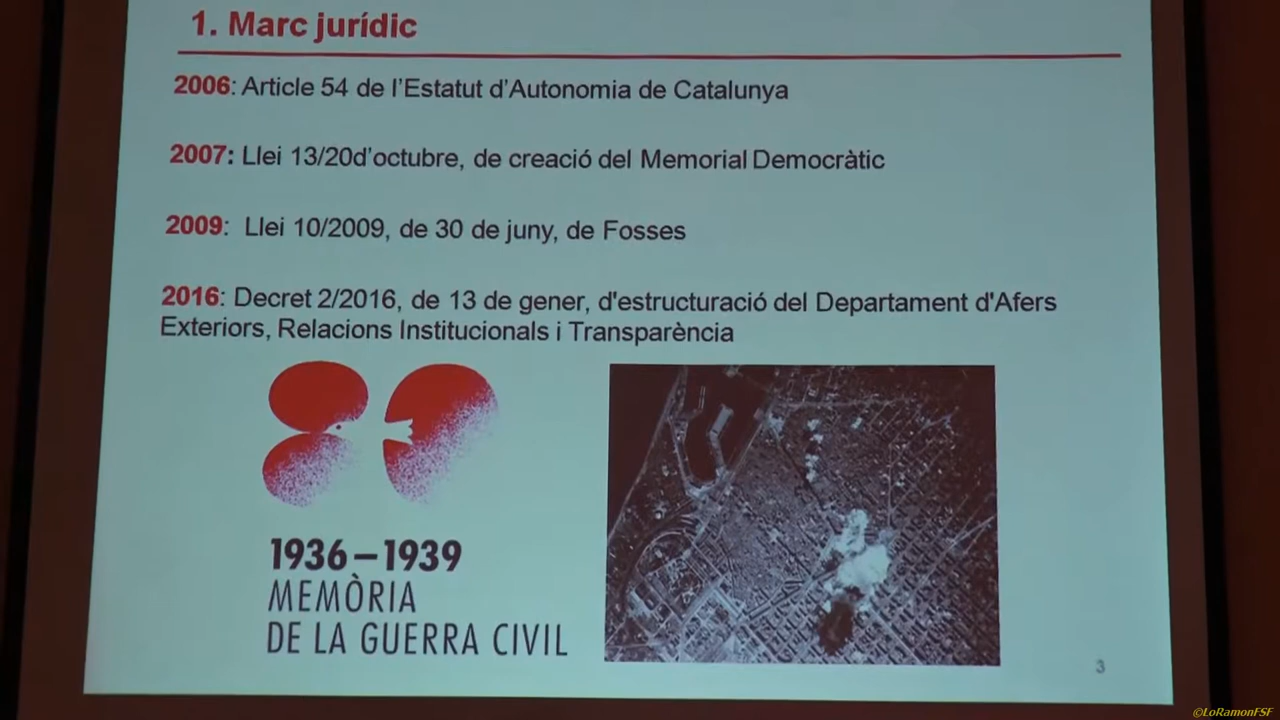 1. Marc jurídic
2006: Article 54 de l’Estatut d’Autonomia de Catalunya
2007: Llei 13/20d’octubre, de creació del Memorial Democràtic
2009: Llei 10/2009, de 30 de juny, de Fosses
2016: Decret 2/2016, de 13 de gener, d'estructuració del Departament d'Afers
Exteriors, Relacions Institucionals i Transparència
1936–1939
MEMÒRIA
DE LA GUERRA CIVIL
3
©LoRamonFSF